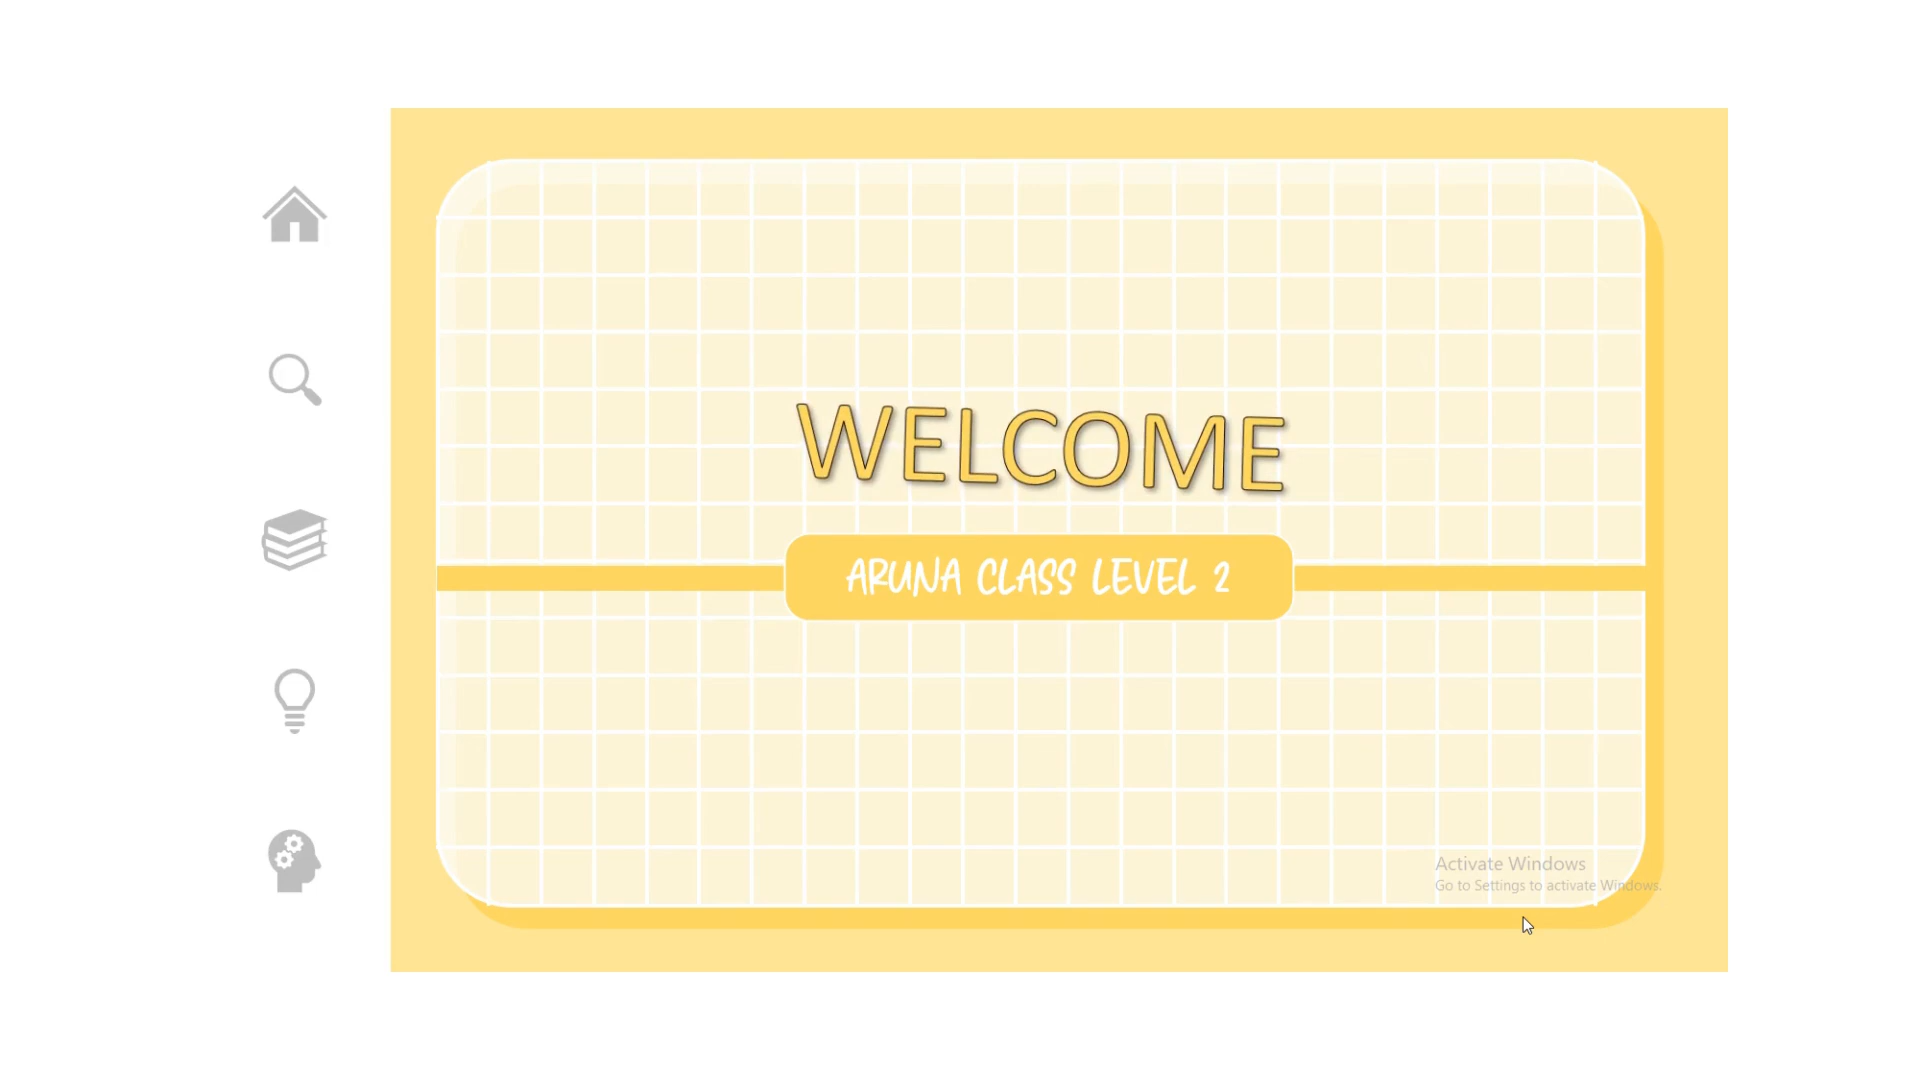 WELCOME
ARUNA CLASS LEVEL 2
Activate Windows
Go to Settings to activate Windows.